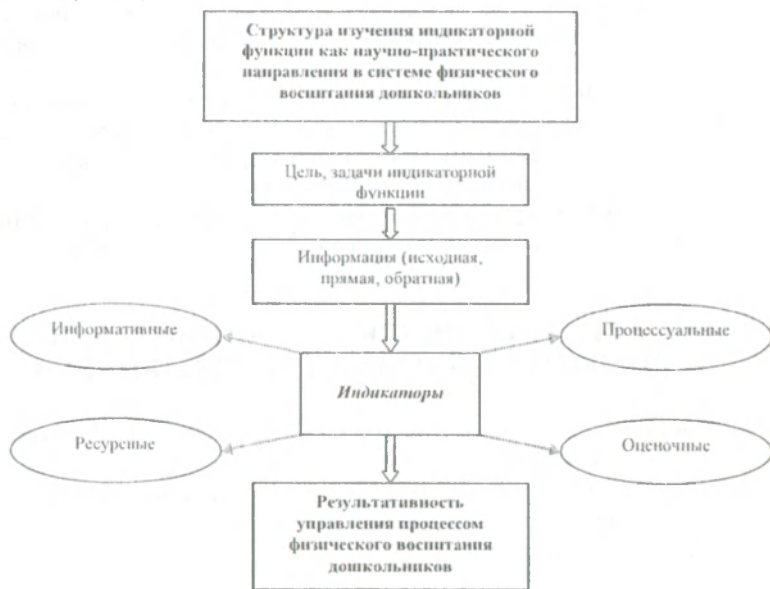 Структура изучения индикаторной
функции как научно-практического
направления в системе физического
воспитания дошкольников
Цель, задачи индикаторной
функции
Информация (исходная,
прямая, обратная)
Информативные
Процессуальные
Индикаторы
Ресурсные
Оценочные
Результативность
управления процессом
физического воспитания
дошкольников